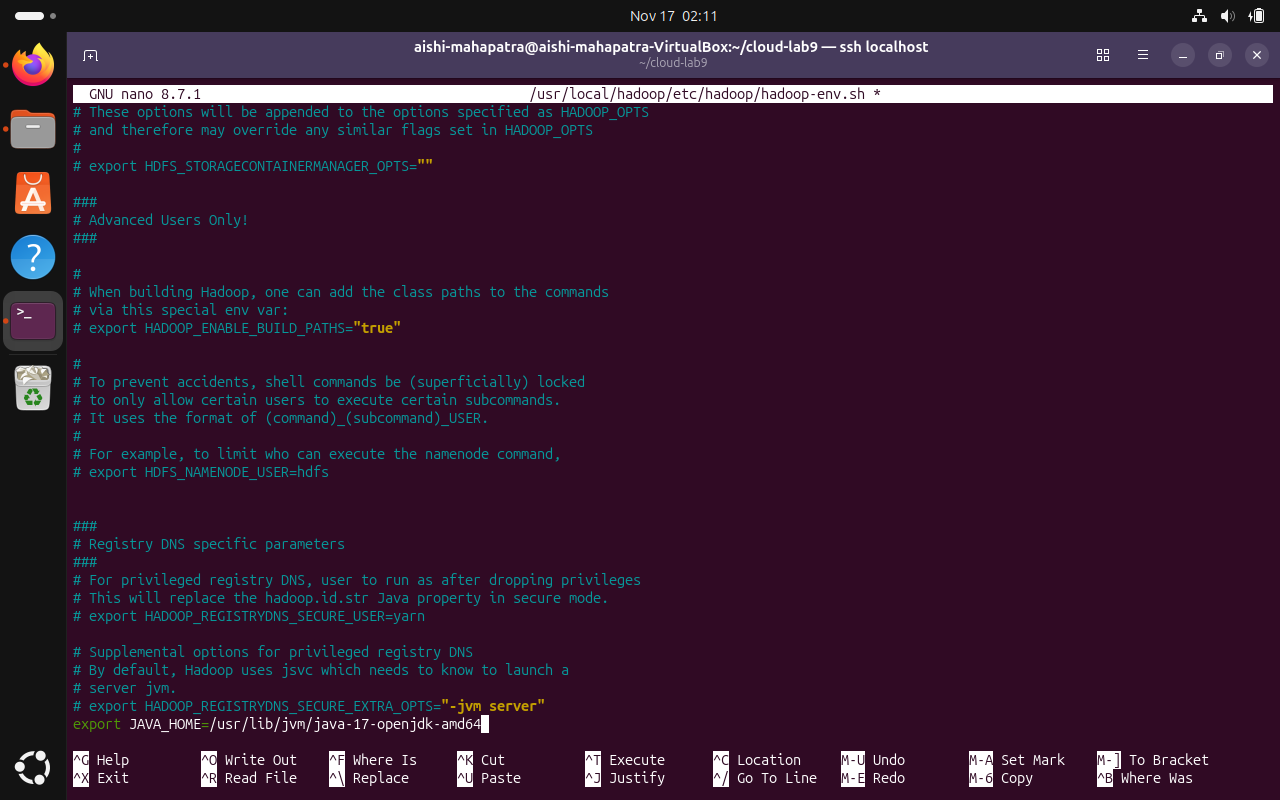 Nov 17 02:11
aishi-mahapatra@aishi-mahapatra-VirtualBox:~/cloud-lab9 — ssh localhost
~/cloud-lab9
GNU nano 8.7.1 /usr/local/hadoop/etc/hadoop/hadoop-env.sh *
# These options will be appended to the options specified as HADOOP_OPTS
# and therefore may override any similar flags set in HADOOP_OPTS
#
# export HDFS_STORAGECONTAINERMANAGER_OPTS=""
###
# Advanced Users Only!
###
#
# When building Hadoop, one can add the class paths to the commands
# via this special env var:
# export HADOOP_ENABLE_BUILD_PATHS="true"
#
# To prevent accidents, shell commands be (superficially) locked
# to only allow certain users to execute certain subcommands.
# It uses the format of (command)_(subcommand)_USER.
#
# For example, to limit who can execute the namenode command,
# export HDFS_NAMENODE_USER=hdfs
###
# Registry DNS specific parameters
###
# For privileged registry DNS, user to run as after dropping privileges
# This will replace the hadoop.id.str Java property in secure mode.
# export HADOOP_REGISTRYDNS_SECURE_USER=yarn
# Supplemental options for privileged registry DNS
# By default, Hadoop uses jsvc which needs to know to launch a
# server jvm.
# export HADOOP_REGISTRYDNS_SECURE_EXTRA_OPTS="-jvm server"
export JAVA_HOME=/usr/lib/jvm/java-17-openjdk-amd64
^G Help ^O Write Out ^F Where Is ^K Cut ^T Execute ^C Location M-U Undo M-A Set Mark M-] To Bracket
^X Exit ^R Read File ^\ Replace ^U Paste ^J Justify ^/ Go To Line M-E Redo M-6 Copy ^B Where Was